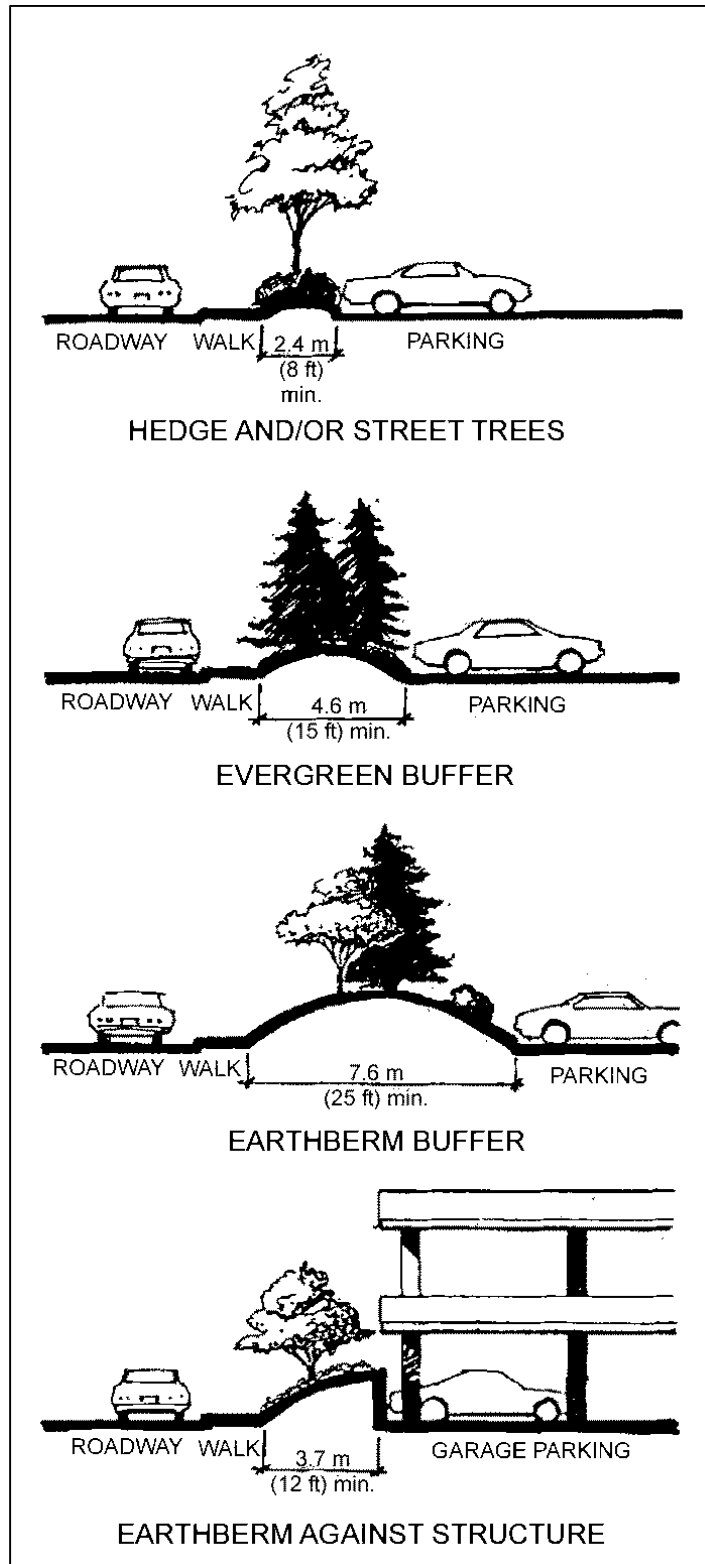 ROADWAY WALK 2.4 m PARKING
(8 ft)
min.
HEDGE AND/OR STREET TREES
ROADWAY WALK 4.6 m PARKING
(15 ft) min.
EVERGREEN BUFFER
ROADWAY WALK 7.6 m PARKING
(25 ft) min.
EARTHBERM BUFFER
ROADWAY WALK 3.7 m GARAGE PARKING
(12 ft) min.
EARTHBERM AGAINST STRUCTURE